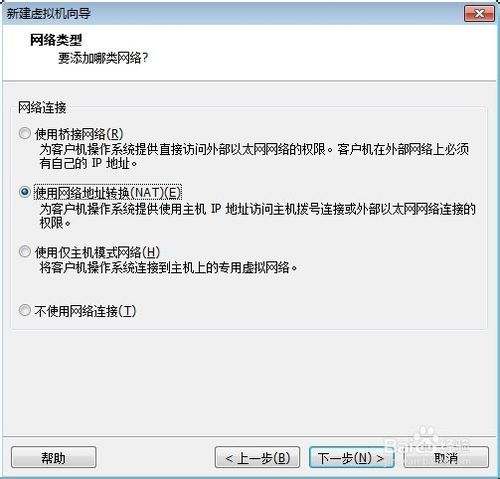 新建虚拟机向导
网络类型
要添加哪类网络?
网络连接
使用桥接网络(R)
为客户机操作系统提供直接访问外部以太网网络的权限。客户机在外部网络上必须
有自己的 IP 地址。
使用网络地址转换(NAT)(E)
为客户机操作系统提供使用主机 IP 地址访问主机拨号连接或外部以太网网络连接的
权限。
使用仅主机模式网络(H)
将客户机操作系统连接到主机上的专用虚拟网络。
不使用网络连接(T)
帮助
< 上一步(B)
下一步(N) >
取消
Baidu 经验